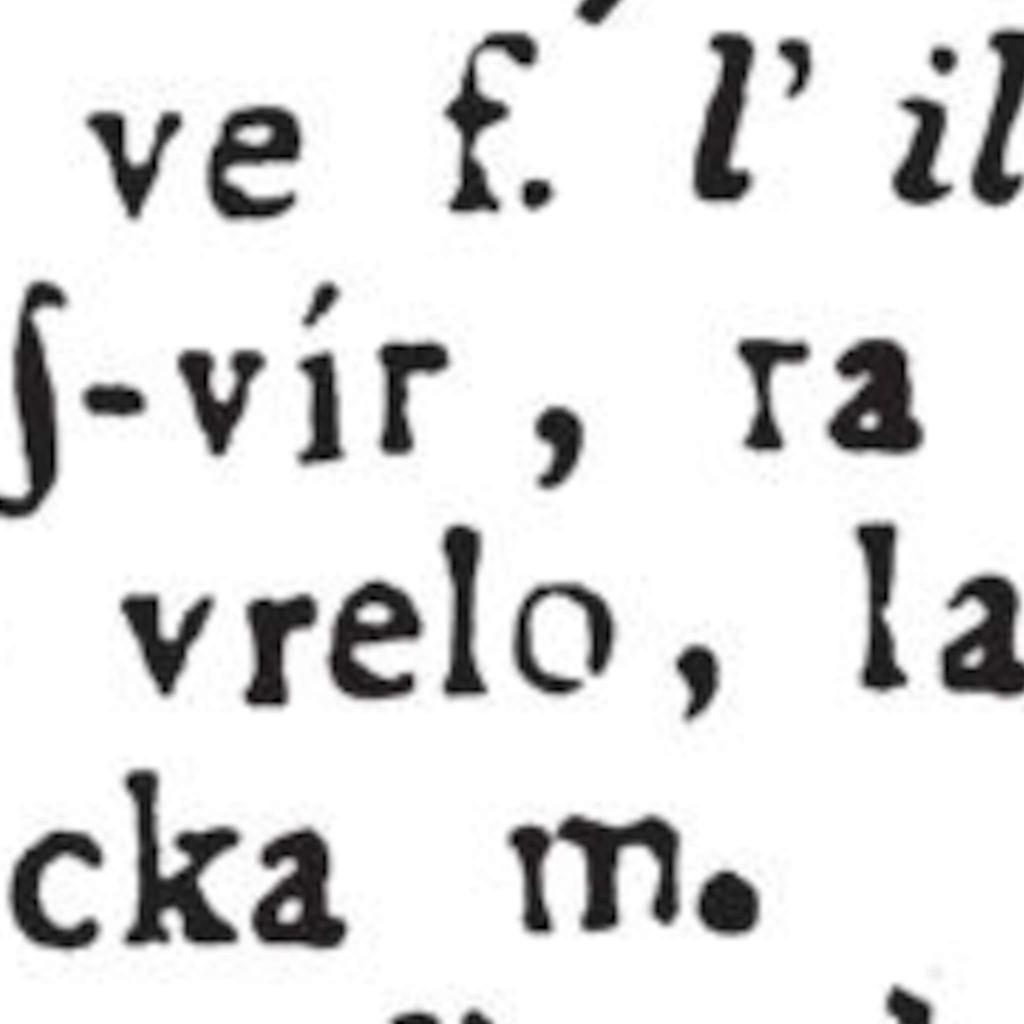 ve f. l' il
ʃ-vír, ra
vrelo, la
cka m.